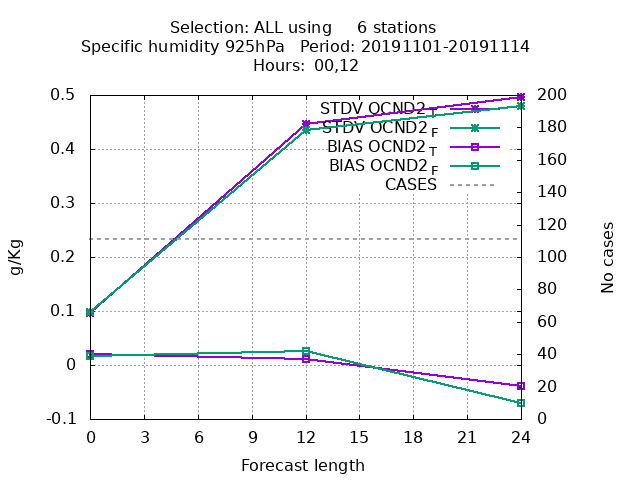 Selection: ALL using 6 stations
Specific humidity 925hPa Period: 20191101-20191114
Hours: 00,12
0.5
0.4
0.3
0.2
0.1
0
-0.1
g/Kg
STDV OCND2 T
STDV OCND2 F
BIAS OCND2 T
BIAS OCND2 F
CASES
200
180
160
140
120
100
80
60
40
20
0
No cases
0 3 6 9 12 15 18 21 24
Forecast length